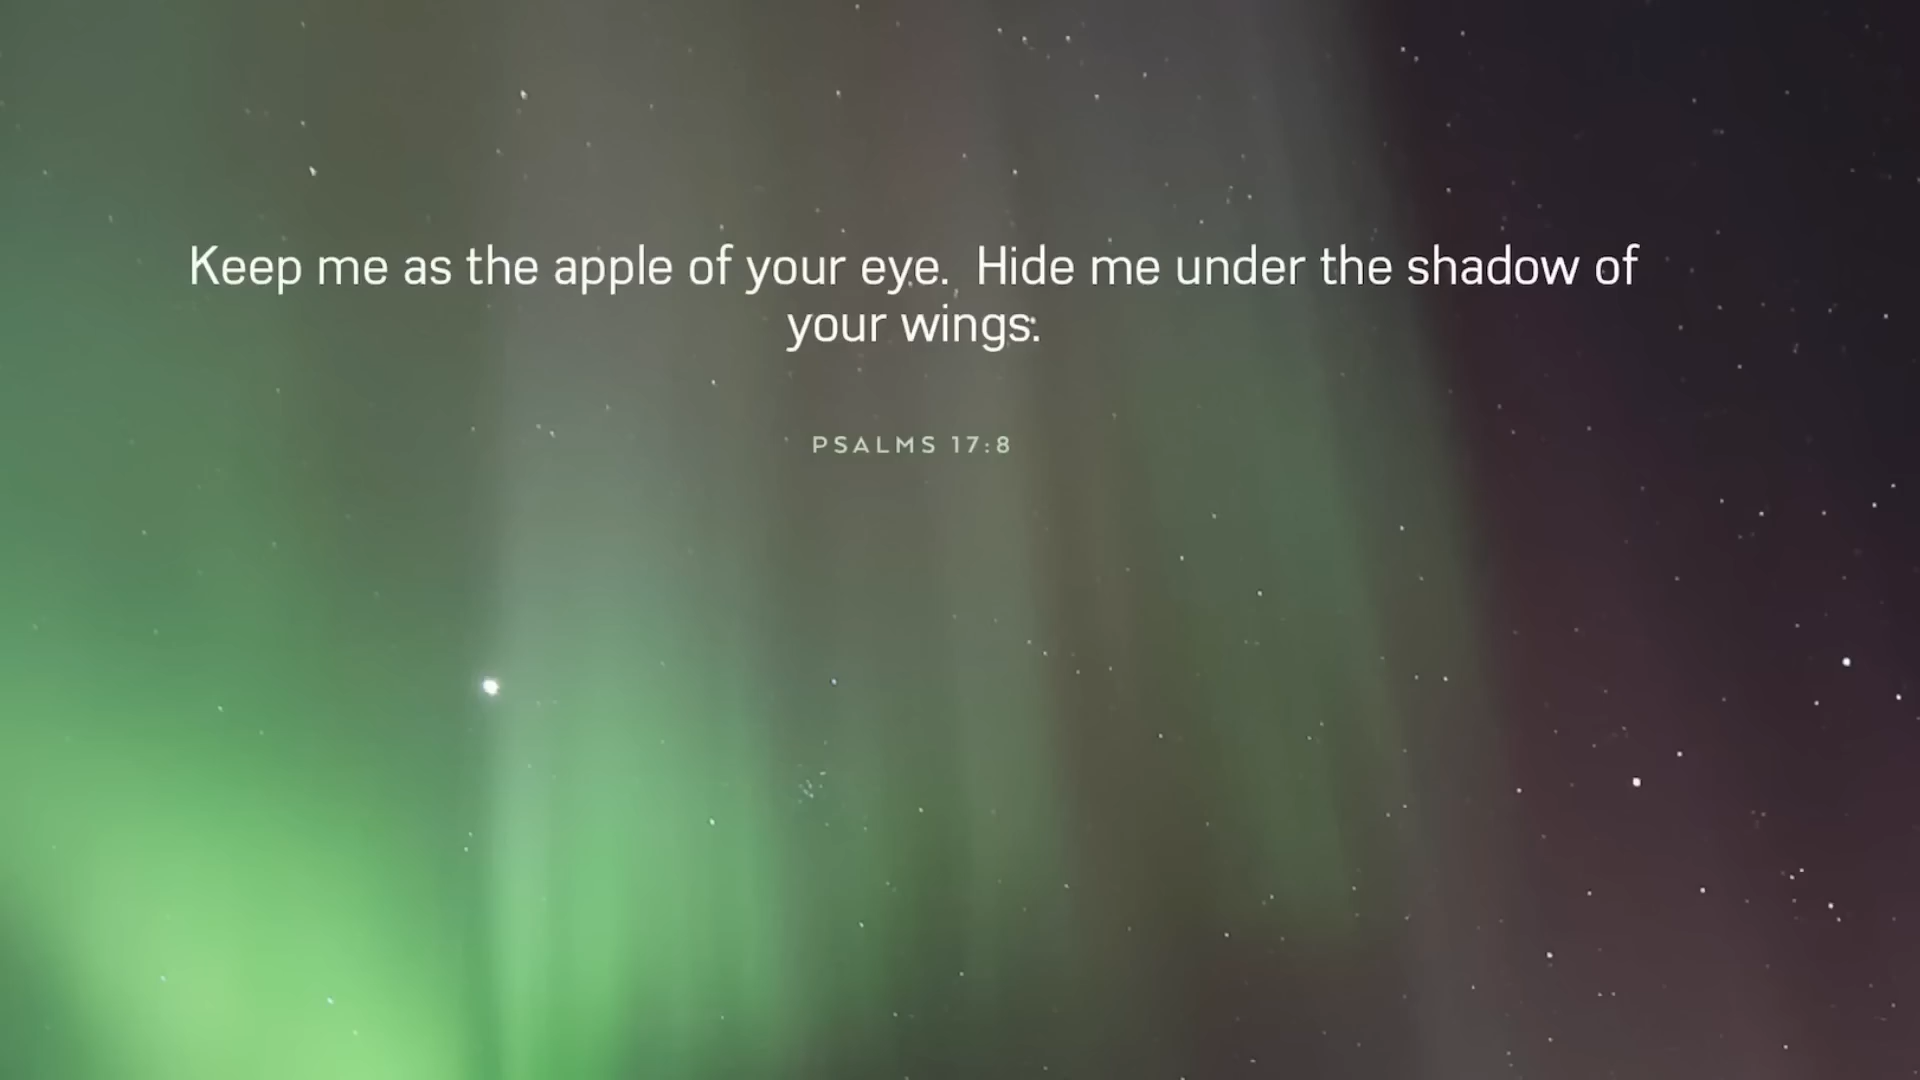 Keep me as the apple of your eye.  Hide me under the shadow of
your wings.
PSALMS 17:8